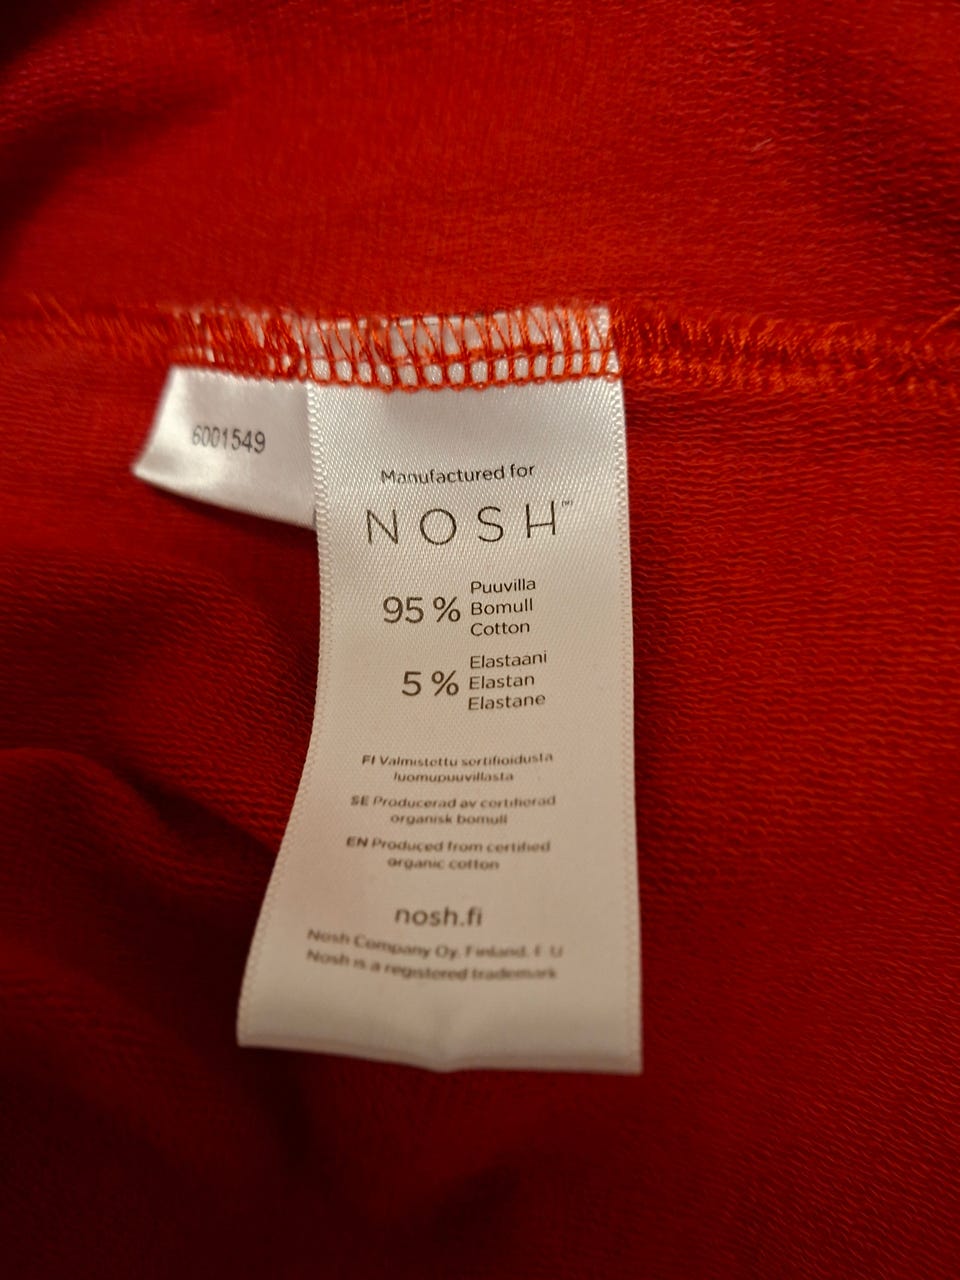 6001549
Manufactured for
NOSH™
95 %
Puuvilla
Bomull
Cotton
5 %
Elastaani
Elastan
Elastane
FI Valmistettu sertifioidusta
luomupuuvillasta
SE Producerad av certifierad
organisk bomull
EN Produced from certified
organic cotton
nosh.fi
Nosh Company Oy, Finland, EU
Nosh is a registered trademark